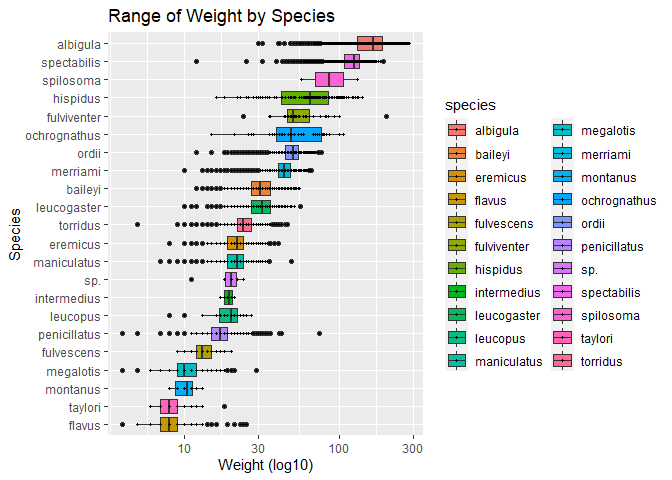 Range of Weight by Species
Species
albigula
spectabilis
spilosoma
hispidus
fulviventer
ochrognathus
ordii
merriami
baileyi
leucogaster
torridus
eremicus
maniculatus
sp.
intermedius
leucopus
penicillatus
fulvescens
megalotis
montanus
taylori
flavus
10 30 100 300
Weight (log10)
species
albigula megalotis
baileyi merriami
eremicus montanus
flavus ochrognathus
fulvescens ordii
fulviventer penicillatus
hispidus sp.
intermedius spectabilis
leucogaster spilosoma
leucopus taylori
maniculatus torridus